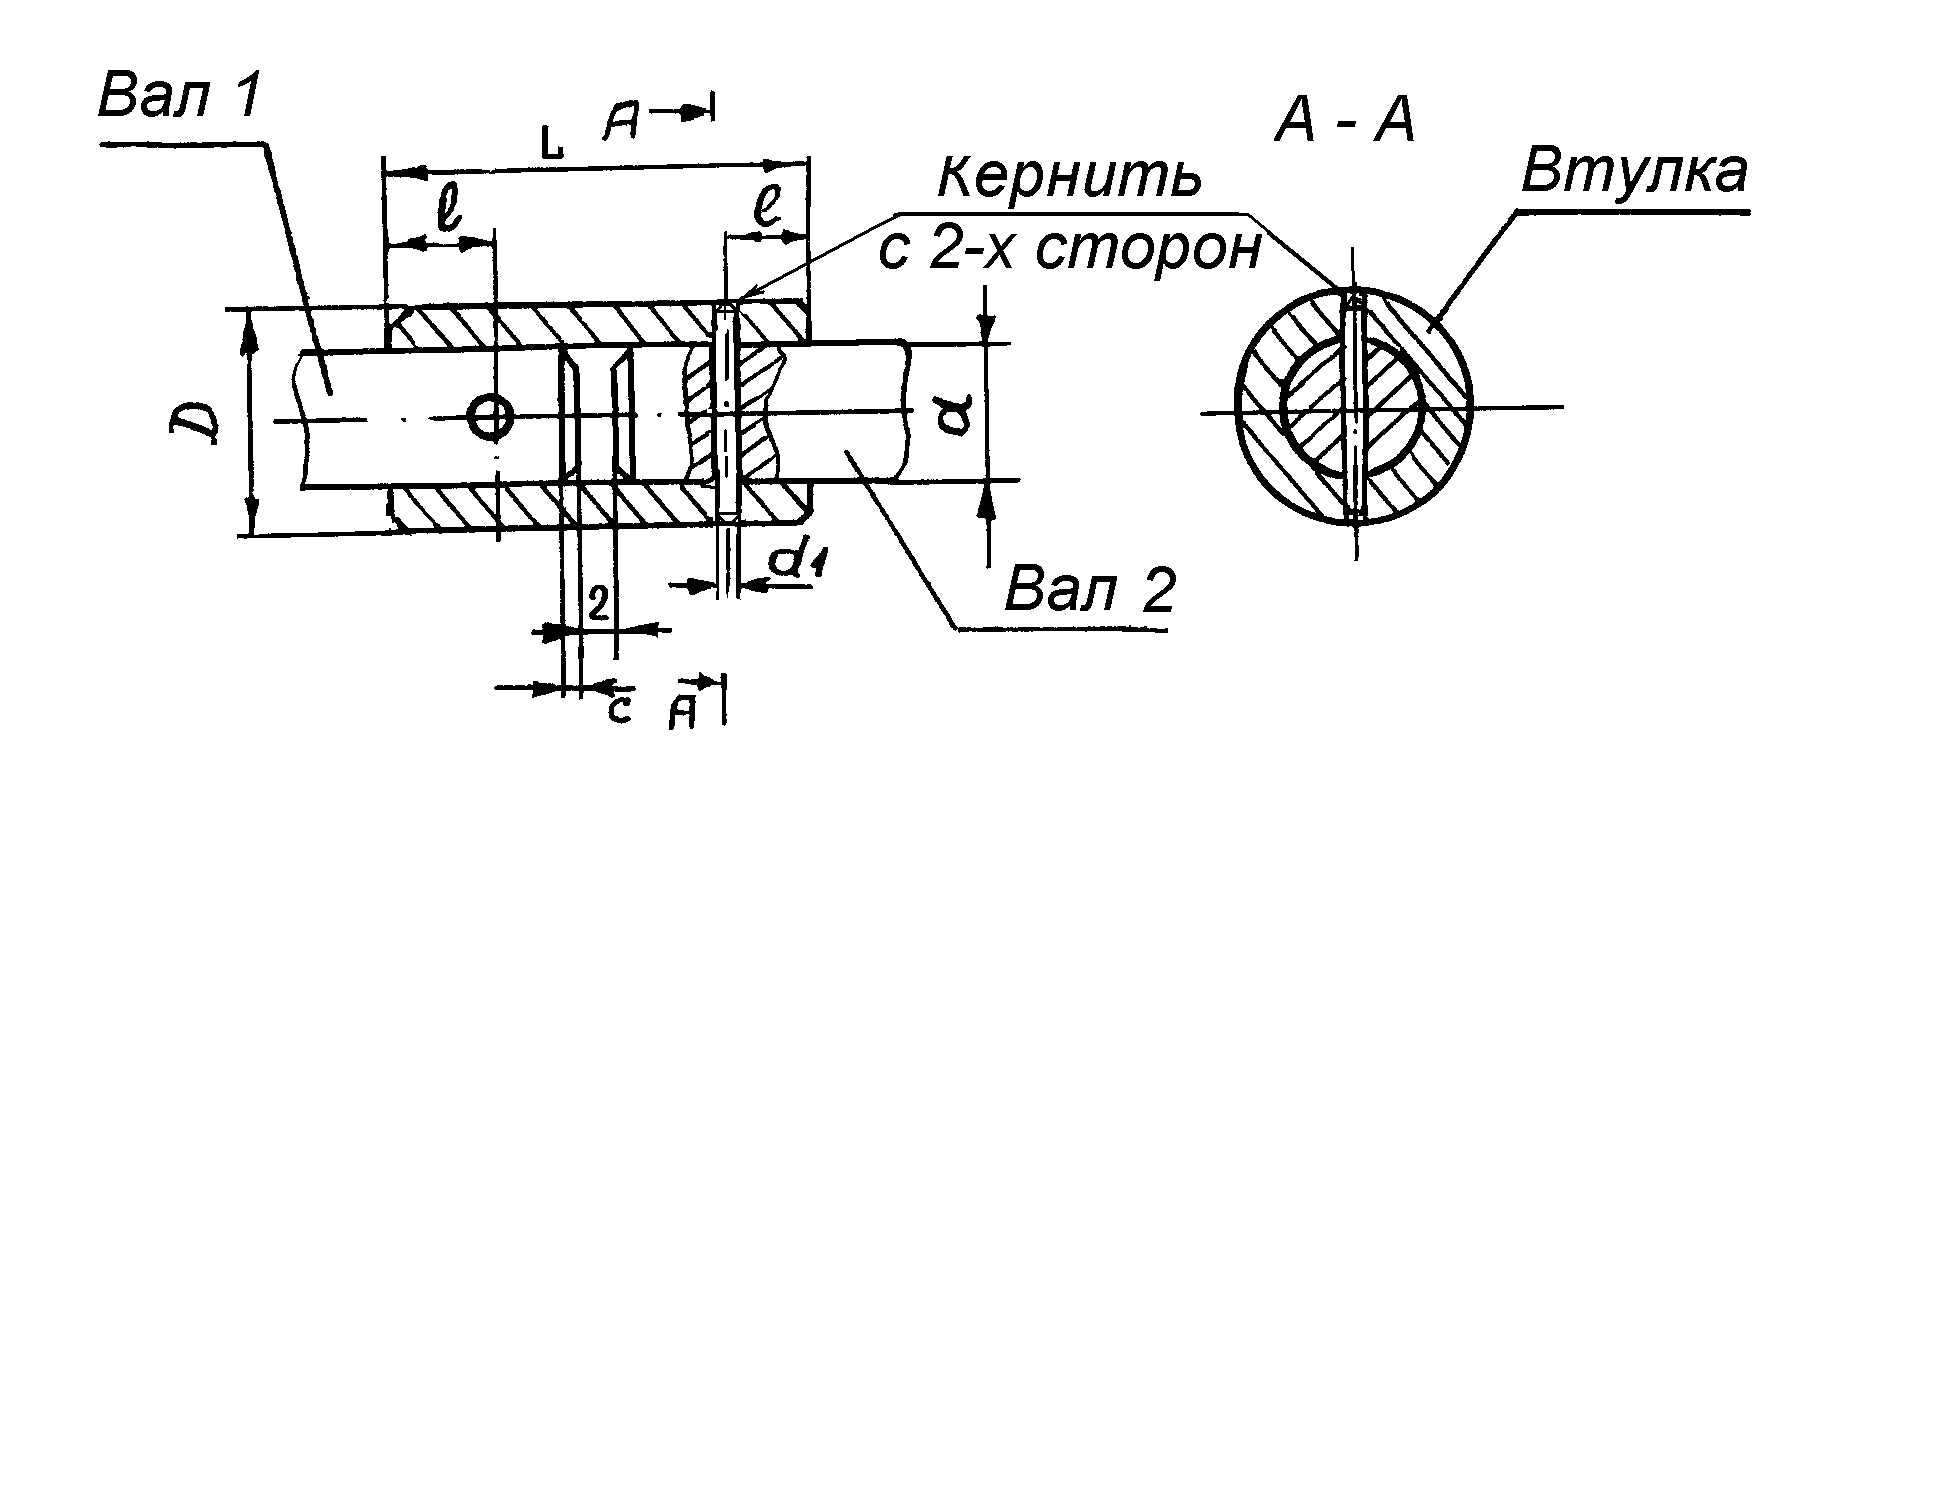 Вал 1
А
L
А - А
Кернить
Втулка
с 2-х сторон
l
l
D
d
d1
2
Вал 2
c
А